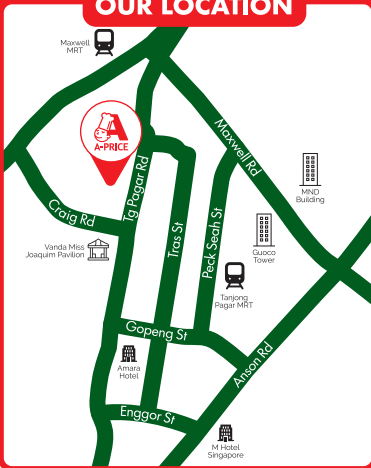 OUR LOCATION
Maxwell
MRT
A
A-PRICE
Maxwell Rd
MND
Building
Tg Pagar Rd
Craig Rd
Tras St
Peck Seah St
Vanda Miss
Joaquim Pavilion
Guoco
Tower
Tanjong
Pagar MRT
Gopeng St
Amara
Hotel
Anson Rd
Enggor St
M Hotel
Singapore